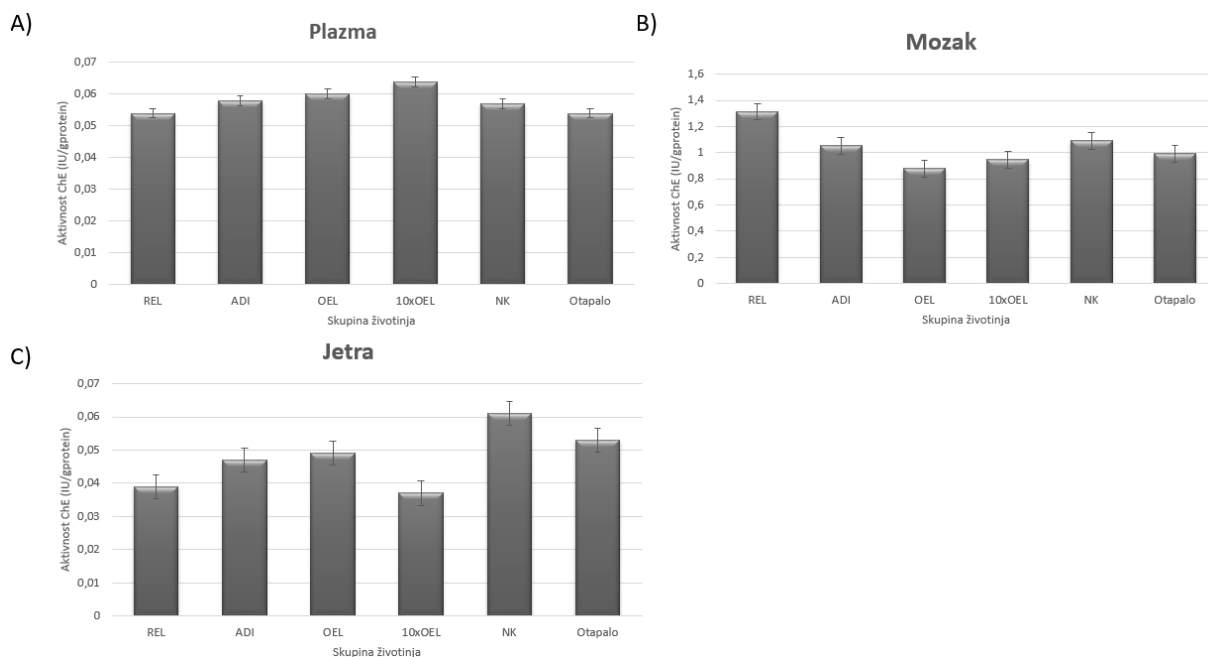 A)
Plazma
Aktivnost ChE (IU/gprotein)
0,07
0,06
0,05
0,04
0,03
0,02
0,01
0
REL ADI OEL 10xOEL NK Otapalo
Skupina životinja
B)
Mozak
Aktivnost ChE (IU/gprotein)
1,6
1,4
1,2
1
0,8
0,6
0,4
0,2
0
REL ADI OEL 10xOEL NK Otapalo
Skupina životinja
C)
Jetra
Aktivnost ChE (IU/gprotein)
0,07
0,06
0,05
0,04
0,03
0,02
0,01
0
REL ADI OEL 10xOEL NK Otapalo
Skupina životinja